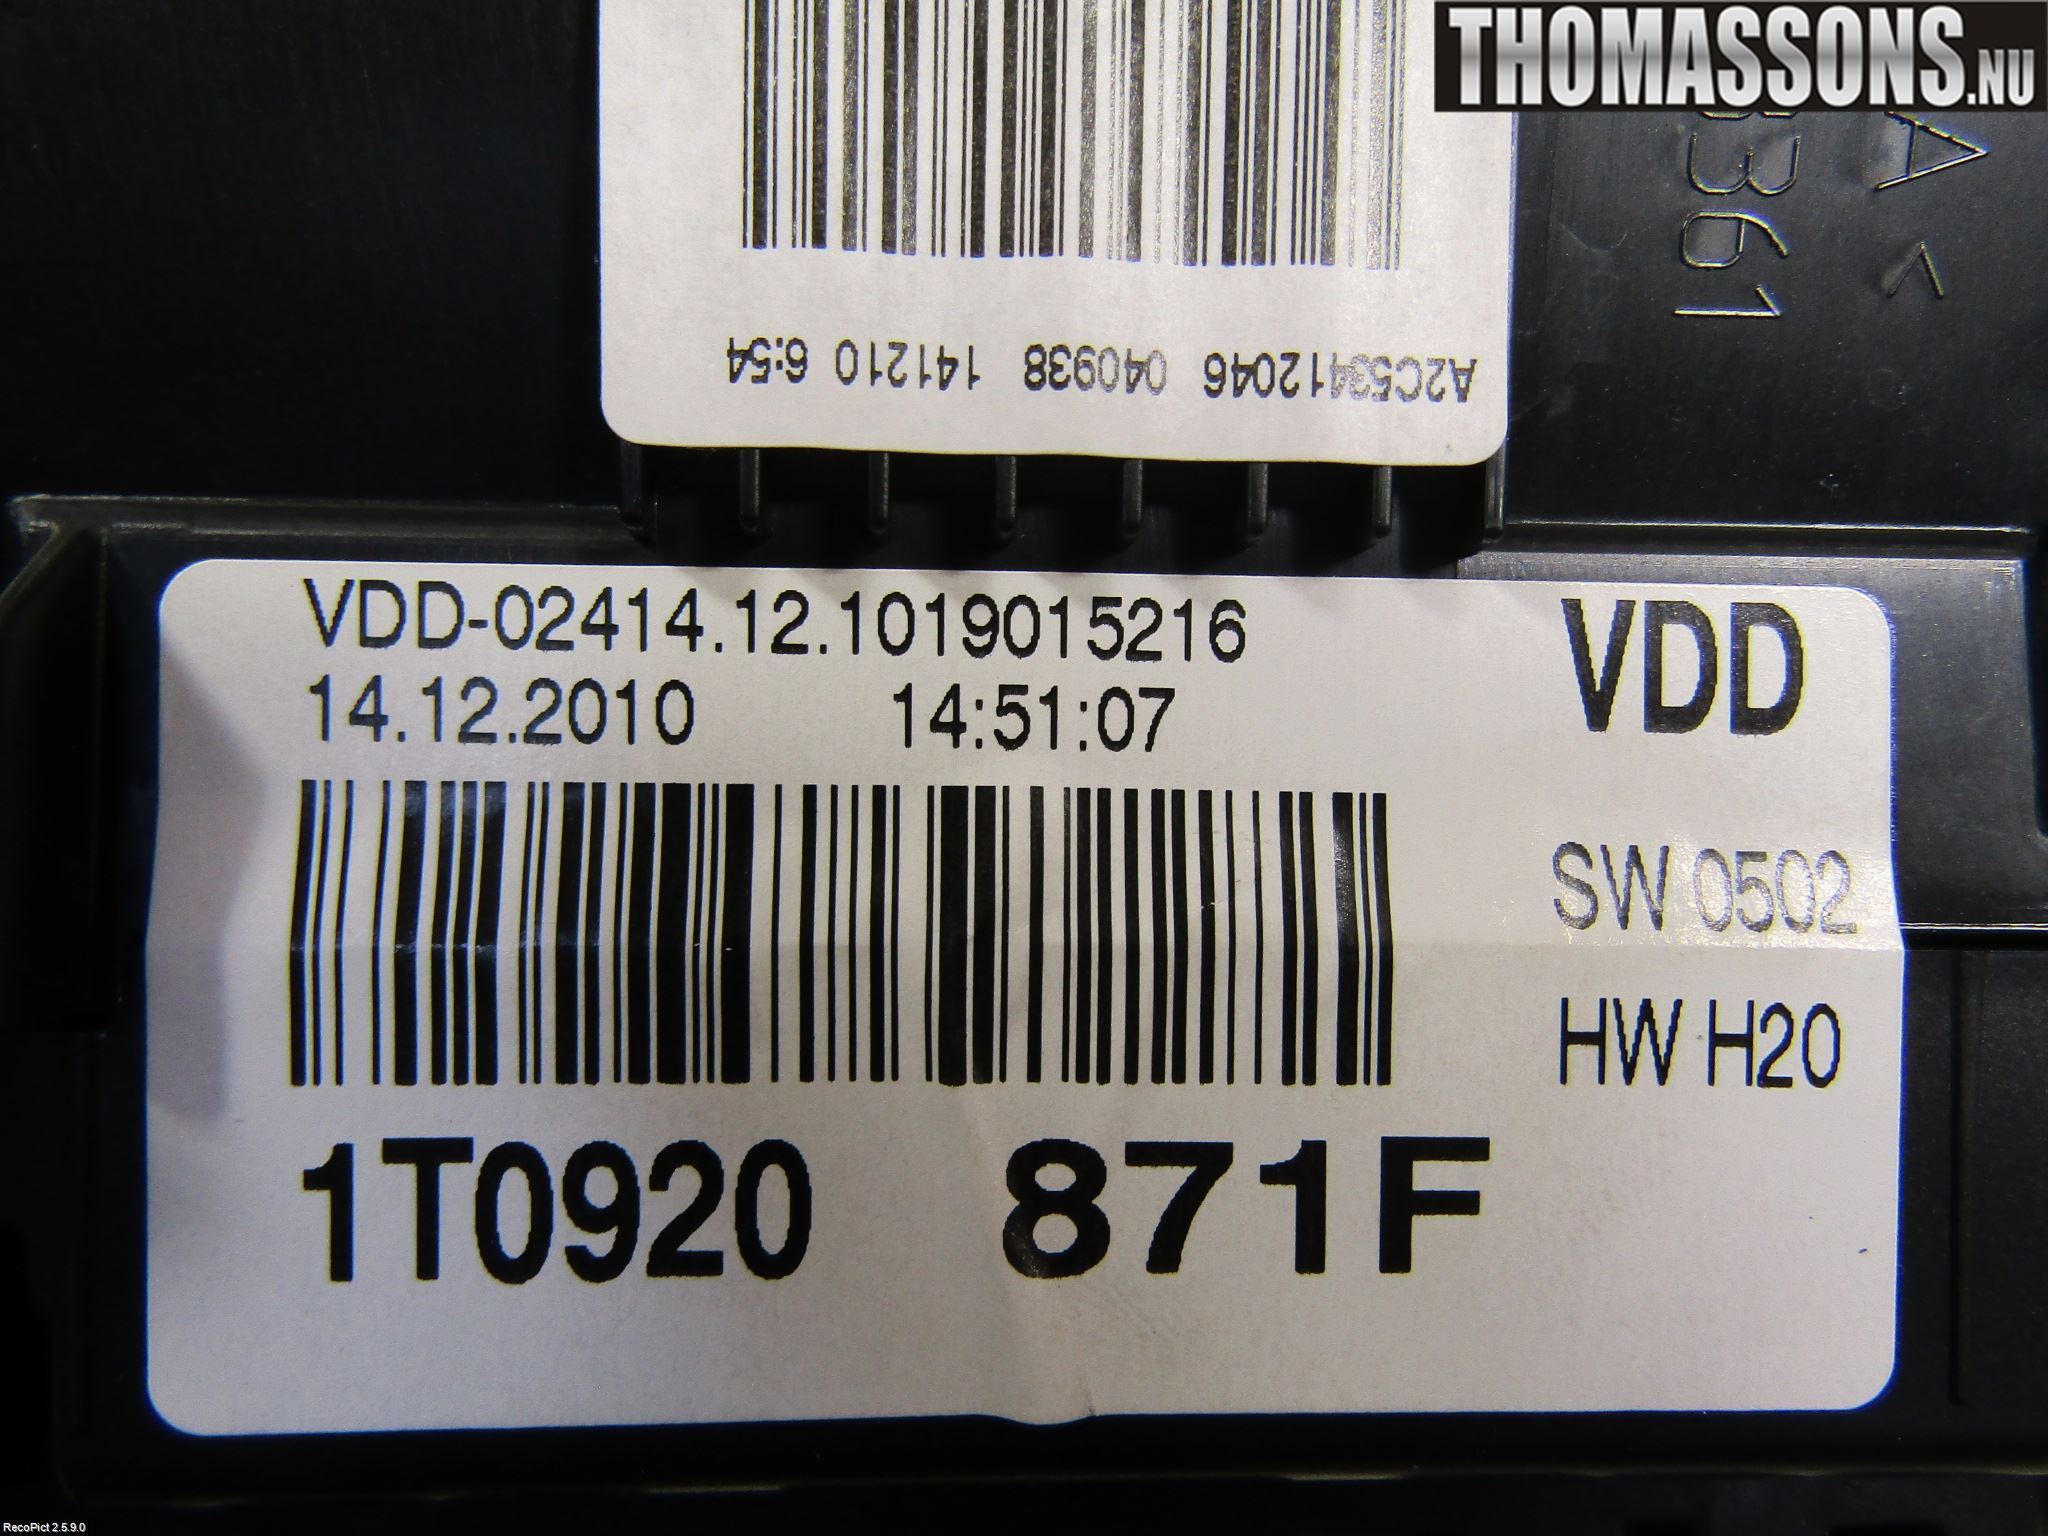 THOMASSONS.NU
A2C53412046 040938 141210 6:54
VDD-02414.12.1019015216
14.12.2010 14:51:07
VDD
SW 0502
HW H20
1T0920 871F
RecoPict 2.5.9.0